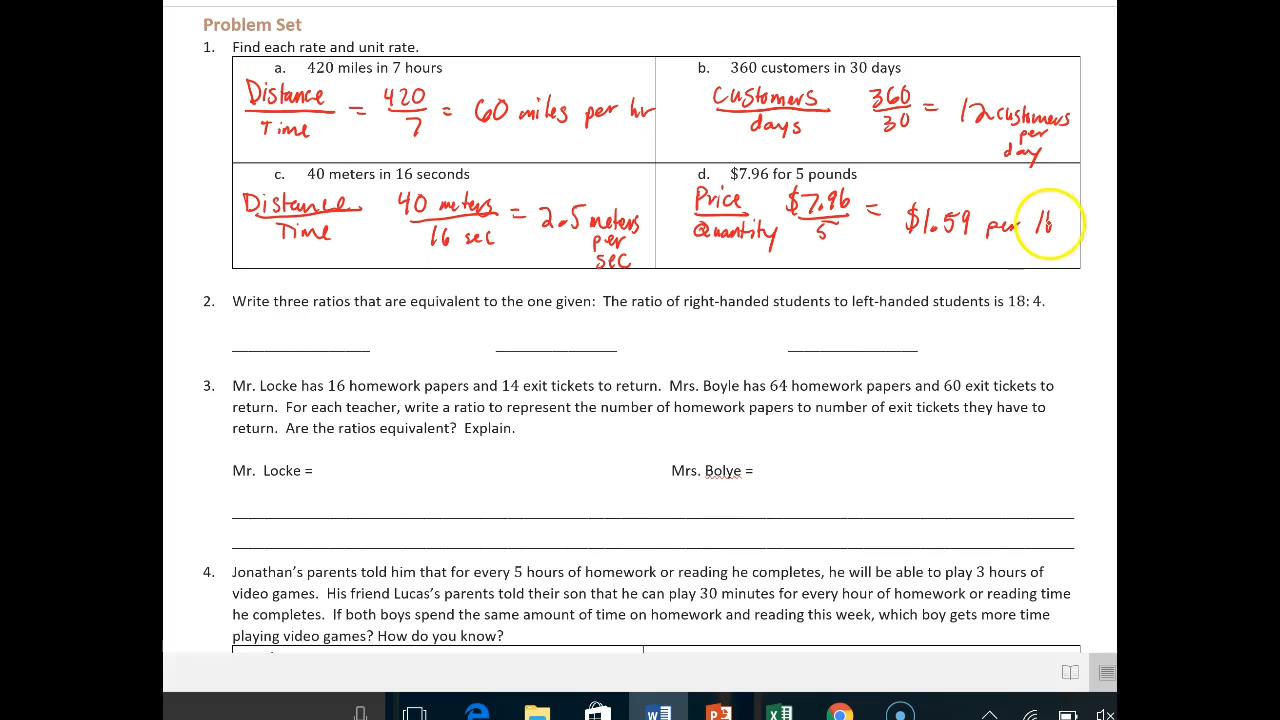 Problem Set
1. Find each rate and unit rate.
a. 420 miles in 7 hours
Distance / Time = 420 / 7 = 60 miles per hr
b. 360 customers in 30 days
Customers / days 360 / 30 = 12 customers per day
c. 40 meters in 16 seconds
Distance / Time 40 meters / 16 sec = 2.5 meters per sec
d. $7.96 for 5 pounds
Price / Quantity $7.96 / 5 = $1.59 per lb
2. Write three ratios that are equivalent to the one given: The ratio of right-handed students to left-handed students is 18:4.
3. Mr. Locke has 16 homework papers and 14 exit tickets to return. Mrs. Boyle has 64 homework papers and 60 exit tickets to
return. For each teacher, write a ratio to represent the number of homework papers to number of exit tickets they have to
return. Are the ratios equivalent? Explain.
Mr. Locke = Mrs. Bolye =
4. Jonathan's parents told him that for every 5 hours of homework or reading he completes, he will be able to play 3 hours of
video games. His friend Lucas's parents told their son that he can play 30 minutes for every hour of homework or reading time
he completes. If both boys spend the same amount of time on homework and reading this week, which boy gets more time
playing video games? How do you know?